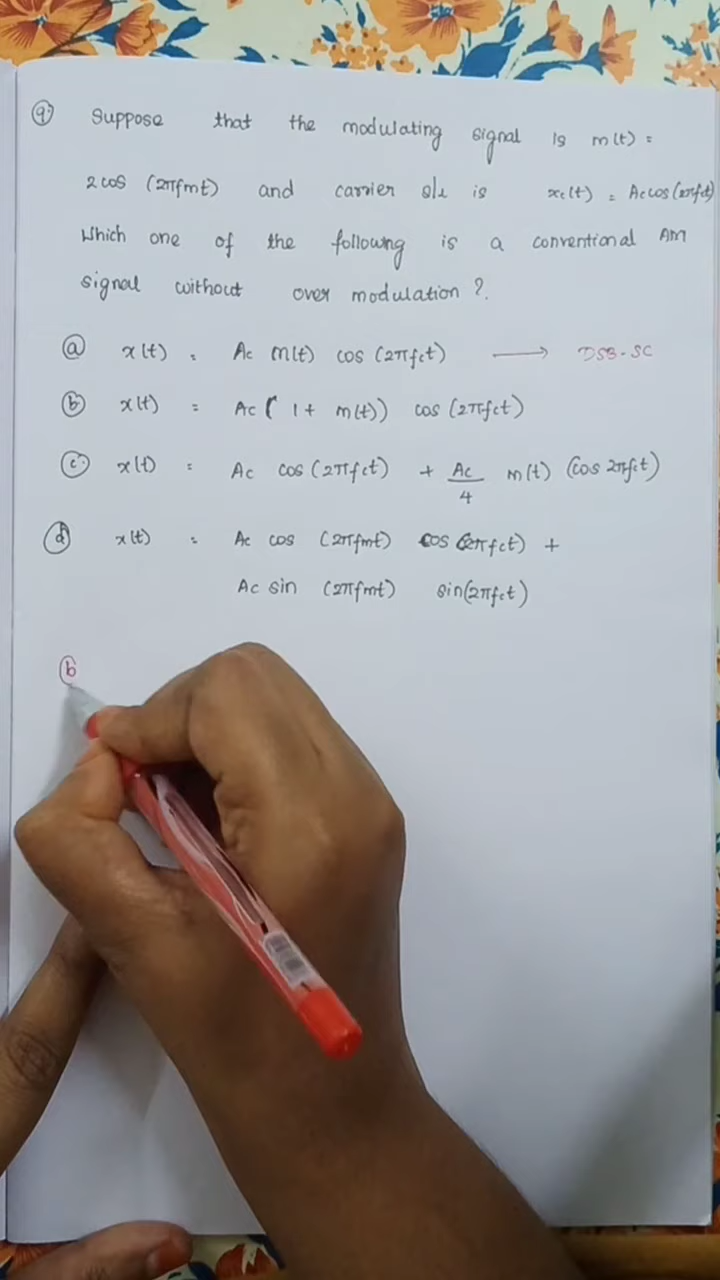 q. Suppose that the modulating signal is m(t) =
2cos (2πfmt) and carrier s/l is xc(t) = Accos(2πfct)
Which one of the following is a conventional AM
signal without over modulation ?.
(a) x(t) = Ac m(t) cos (2πfct) → DSB-SC
(b) x(t) = Ac ( 1+ m(t)) cos (2πfct)
(c) x(t) = Ac cos (2πfct) + Ac/4 m(t) (cos 2πfct)
(d) x(t) = Ac cos (2πfmt) cos (2πfct) +
Ac sin (2πfmt) sin(2πfct)
(b